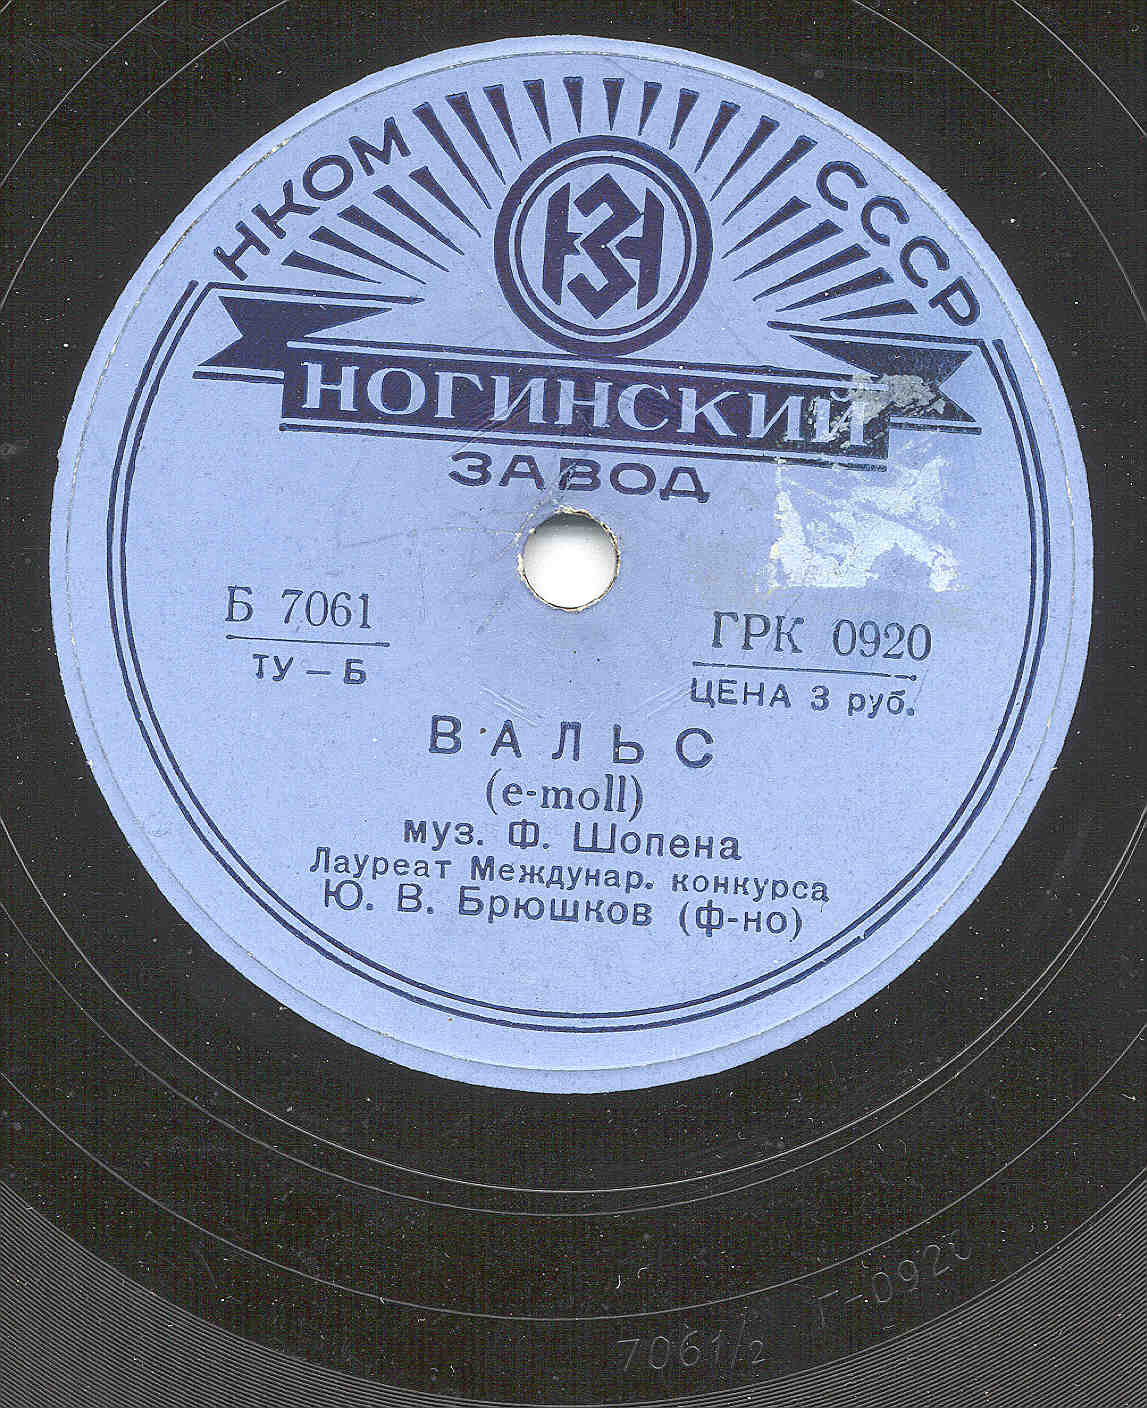 НКОМ СССР
НЗ
НОГИНСКИЙ
ЗАВОД
Б 7061
ТУ – Б
ГРК 0920
ЦЕНА 3 руб.
ВАЛЬС
(e-moll)
муз. Ф. Шопена
Лауреат Междунар. конкурса
Ю. В. Брюшков (ф-но)
7061/2